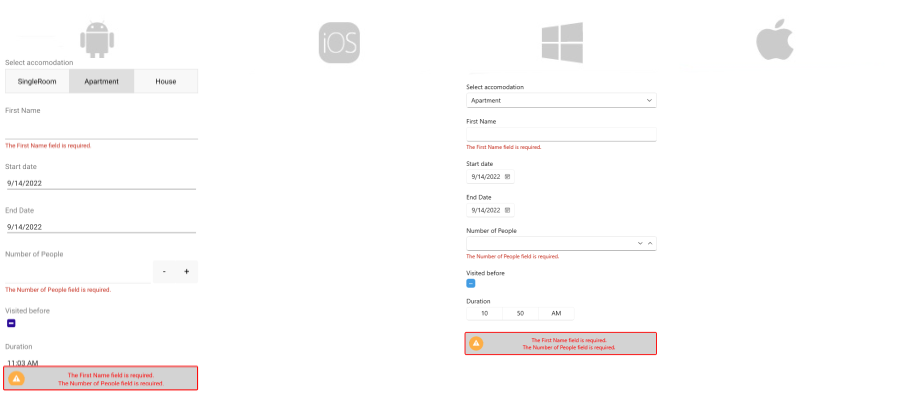 iOS
Select accomodation
SingleRoom
Apartment
House
First Name
The First Name field is required.
Start date
9/14/2022
End Date
9/14/2022
Number of People
- +
The Number of People field is required.
Visited before
Duration
11:03 AM
The First Name field is required.
The Number of People field is required.
Select accomodation
Apartment
First Name
The First Name field is required.
Start date
9/14/2022
End Date
9/14/2022
Number of People
The Number of People field is required.
Visited before
Duration
10 50 AM
The First Name field is required.
The Number of People field is required.